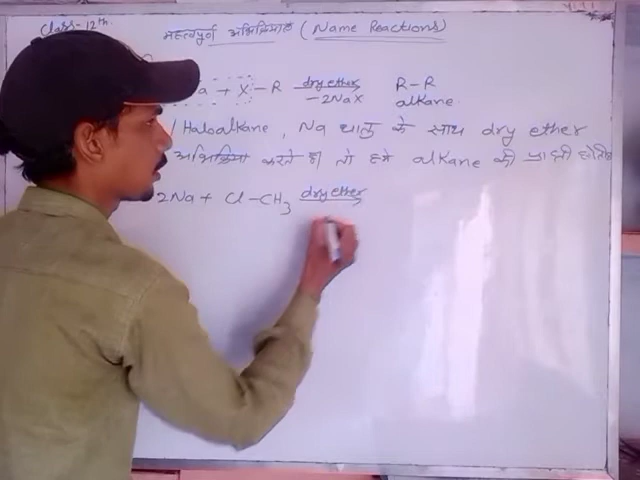 Class-12th.
महत्वपूर्ण अभिक्रियाएं (Name Reactions)
a + X - R dry ether -2NaX R-R
alkane
/ Haloalkane, Na धातु के साथ dry ether
अभिक्रिया करते है। तो हमे alkane की प्राप्ती होती
2Na + Cl-CH3 dry ether